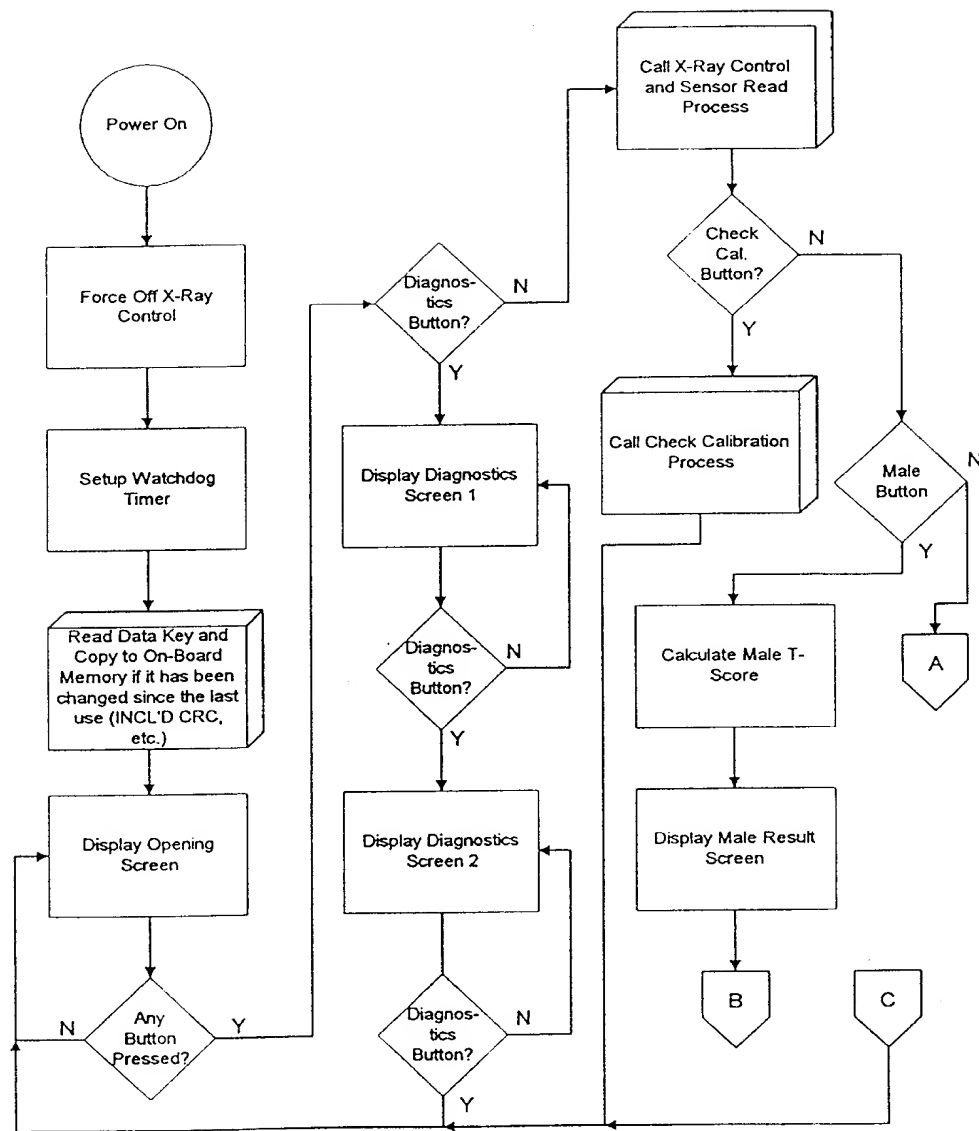 Power On
Force Off X-Ray
Control
Setup Watchdog
Timer
Read Data Key and
Copy to On-Board
Memory if it has been
changed since the last
use (INCL'D CRC,
etc.)
Display Opening
Screen
Any
Button
Pressed?
N
Y
Diagnos-
tics
Button?
N
Y
Display Diagnostics
Screen 1
Diagnos-
tics
Button?
N
Y
Display Diagnostics
Screen 2
Diagnos-
tics
Button?
N
Y
Call X-Ray Control
and Sensor Read
Process
Check
Cal.
Button?
N
Y
Call Check Calibration
Process
Male
Button
N
Y
Calculate Male T-
Score
A
Display Male Result
Screen
B
C